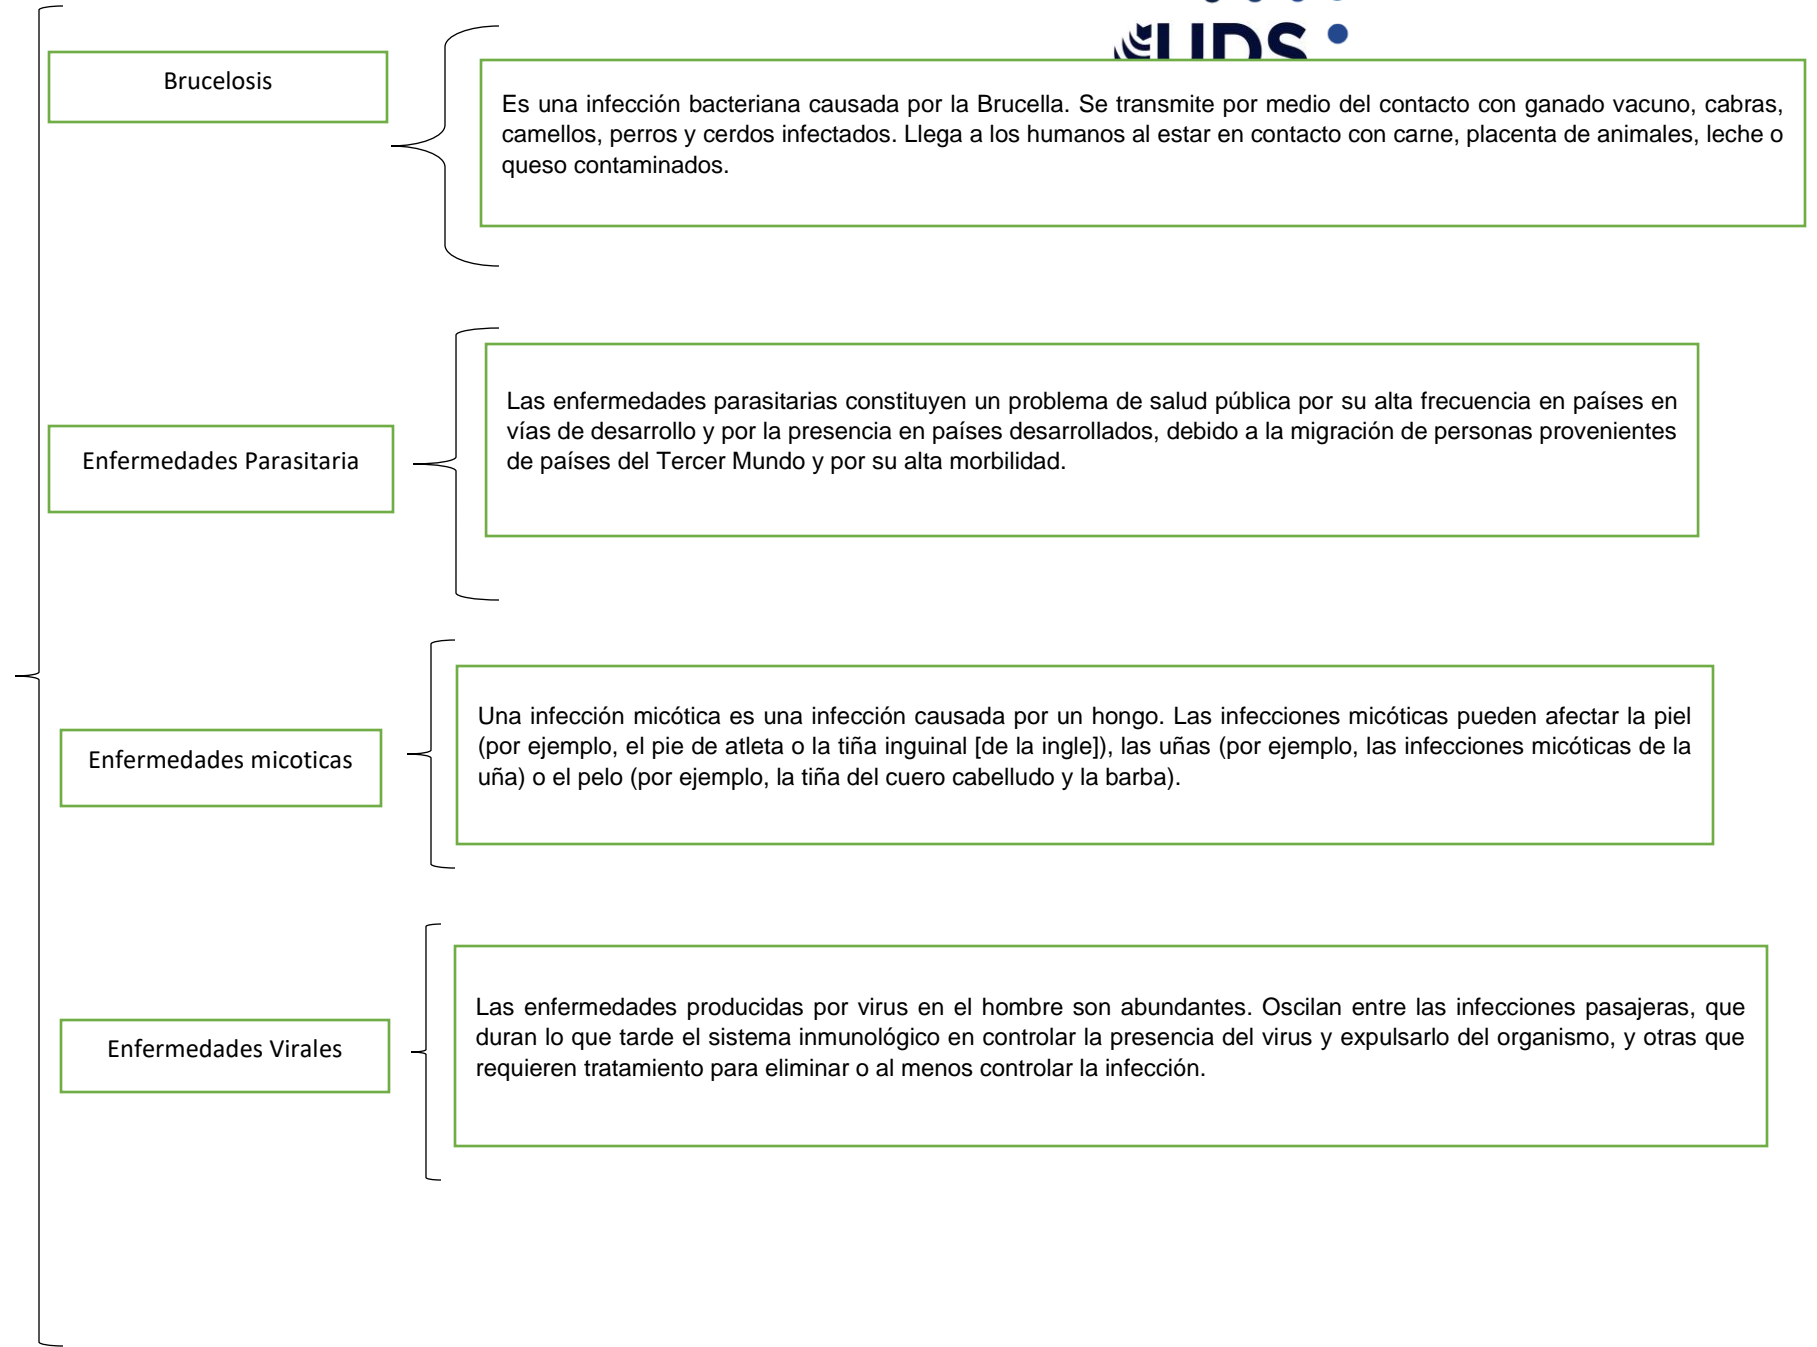 UDS
Brucelosis
Es una infección bacteriana causada por la Brucella. Se transmite por medio del contacto con ganado vacuno, cabras,
camellos, perros y cerdos infectados. Llega a los humanos al estar en contacto con carne, placenta de animales, leche o
queso contaminados.
Enfermedades Parasitaria
Las enfermedades parasitarias constituyen un problema de salud pública por su alta frecuencia en países en
vías de desarrollo y por la presencia en países desarrollados, debido a la migración de personas provenientes
de países del Tercer Mundo y por su alta morbilidad.
Enfermedades micoticas
Una infección micótica es una infección causada por un hongo. Las infecciones micóticas pueden afectar la piel
(por ejemplo, el pie de atleta o la tiña inguinal [de la ingle]), las uñas (por ejemplo, las infecciones micóticas de la
uña) o el pelo (por ejemplo, la tiña del cuero cabelludo y la barba).
Enfermedades Virales
Las enfermedades producidas por virus en el hombre son abundantes. Oscilan entre las infecciones pasajeras, que
duran lo que tarde el sistema inmunológico en controlar la presencia del virus y expulsarlo del organismo, y otras que
requieren tratamiento para eliminar o al menos controlar la infección.